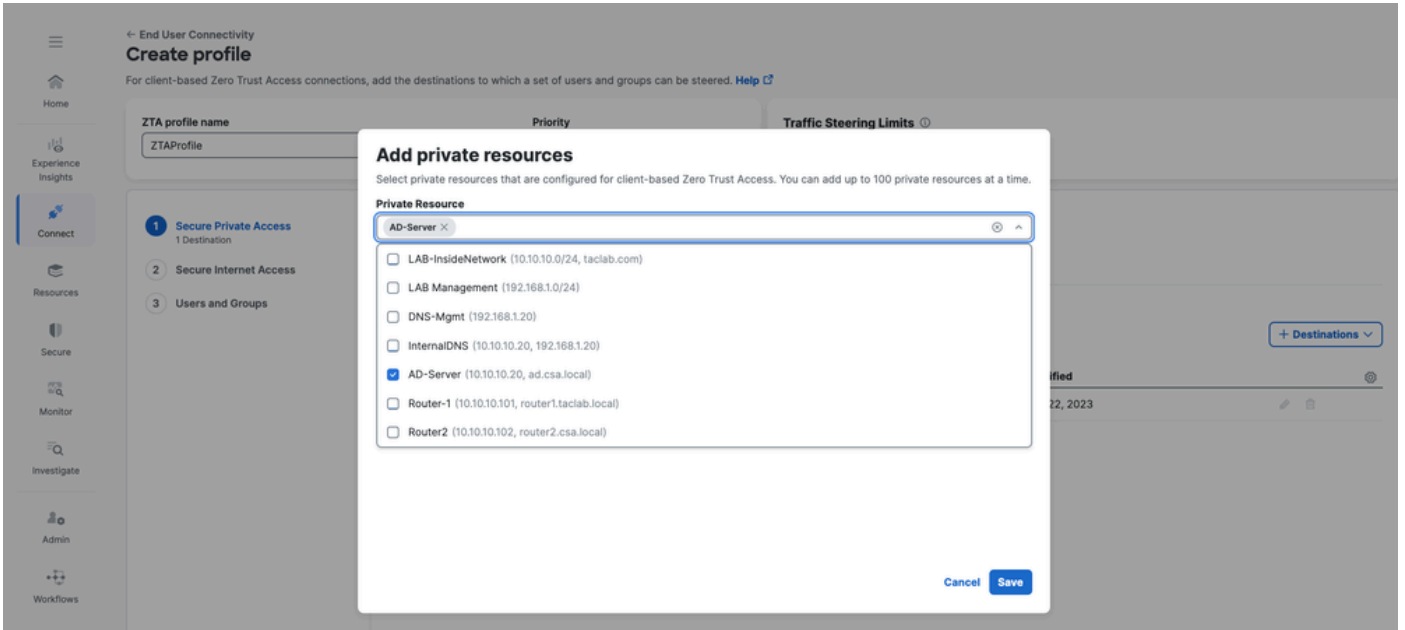 ← End User Connectivity
Create profile
For client-based Zero Trust Access connections, add the destinations to which a set of users and groups can be steered. Help
Home
Experience
Insights
Connect
Resources
Secure
Monitor
Investigate
Admin
Workflows
ZTA profile name
Priority
Traffic Steering Limits
ZTAProfile
1 Secure Private Access
1 Destination
2 Secure Internet Access
3 Users and Groups
Add private resources
Select private resources that are configured for client-based Zero Trust Access. You can add up to 100 private resources at a time.
Private Resource
AD-Server
LAB-InsideNetwork (10.10.10.0/24, taclab.com)
LAB Management (192.168.1.0/24)
DNS-Mgmt (192.168.1.20)
InternalDNS (10.10.10.20, 192.168.1.20)
AD-Server (10.10.10.20, ad.csa.local)
Router-1 (10.10.10.101, router1.taclab.local)
Router2 (10.10.10.102, router2.csa.local)
Cancel Save
+ Destinations
ified
22, 2023